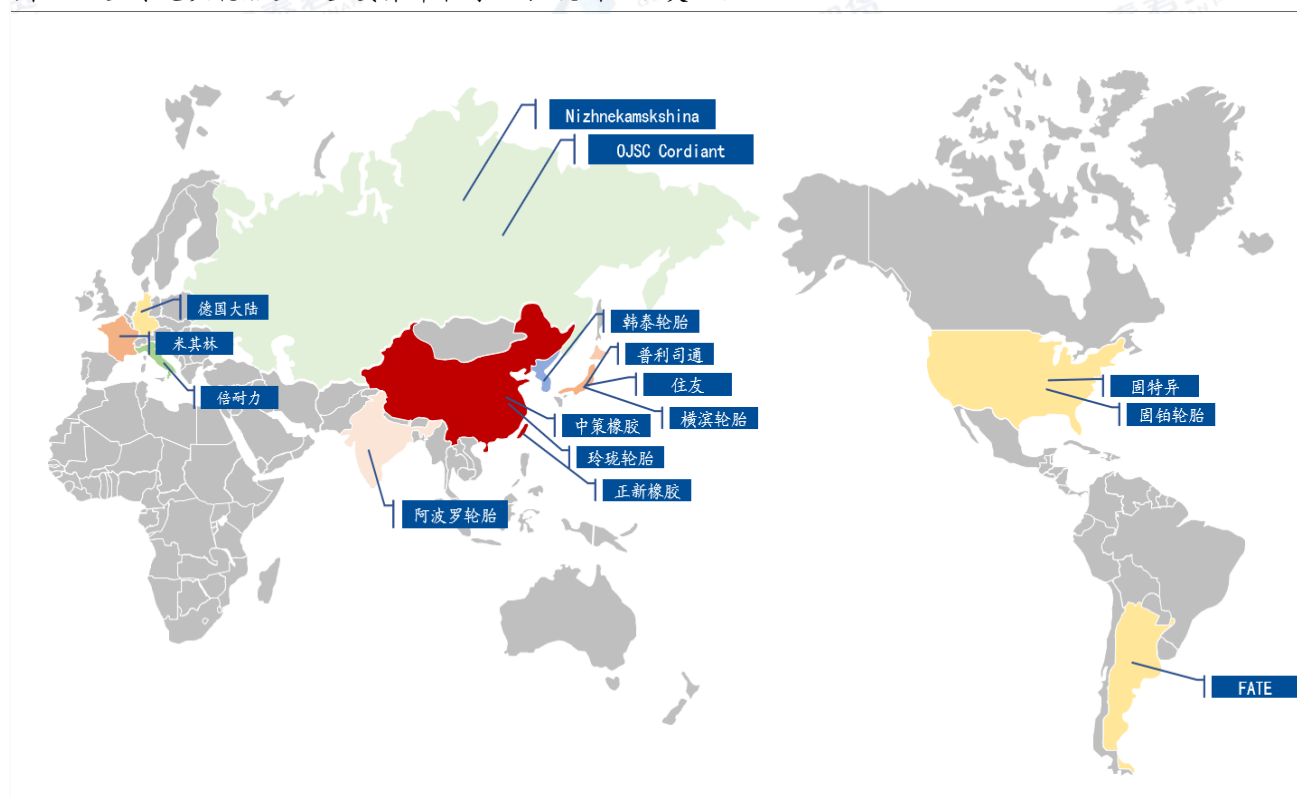 Nizhnekamskshina
OJSC Cordiant
德国大陆
米其林
倍耐力
韩泰轮胎
普利司通
住友
横滨轮胎
中策橡胶
玲珑轮胎
正新橡胶
阿波罗轮胎
固特异
固铂轮胎
FATE